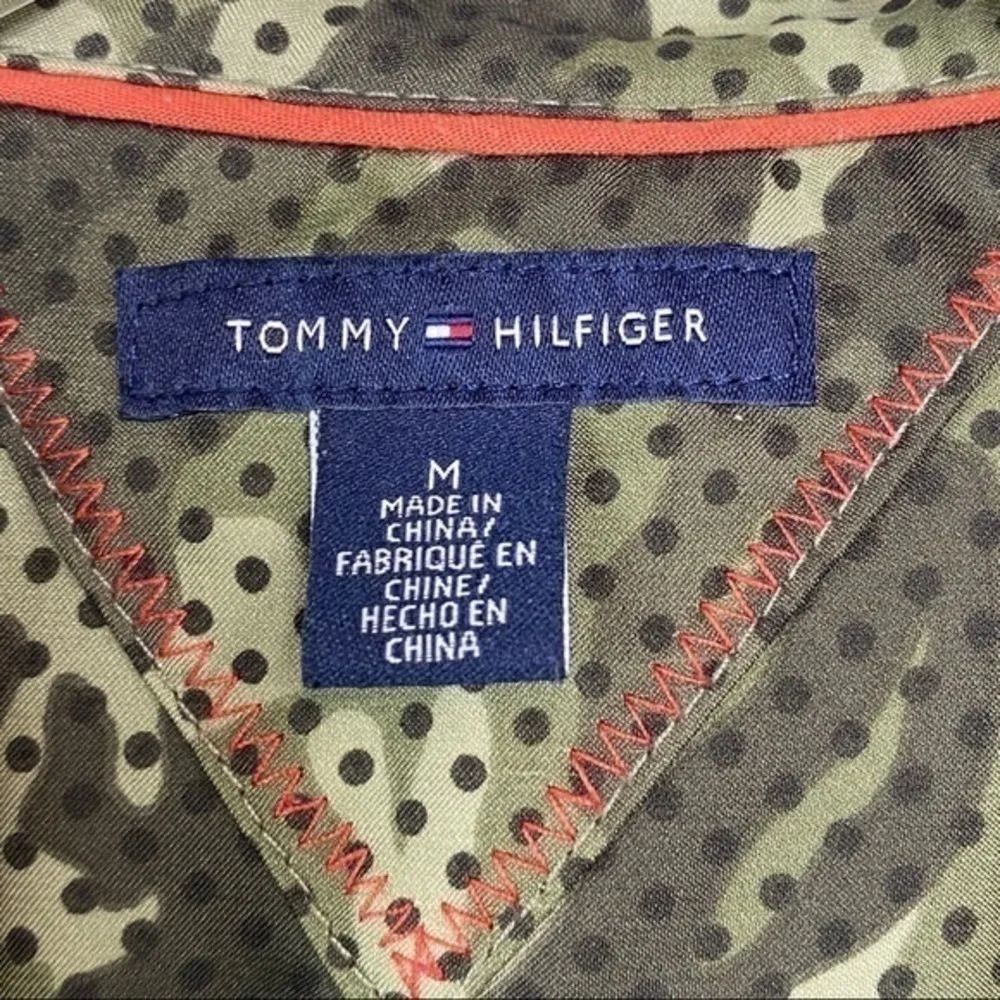 TOMMY HILFIGER
M
MADE IN
CHINA/
FABRIQUÉ EN
CHINE/
HECHO EN
CHINA